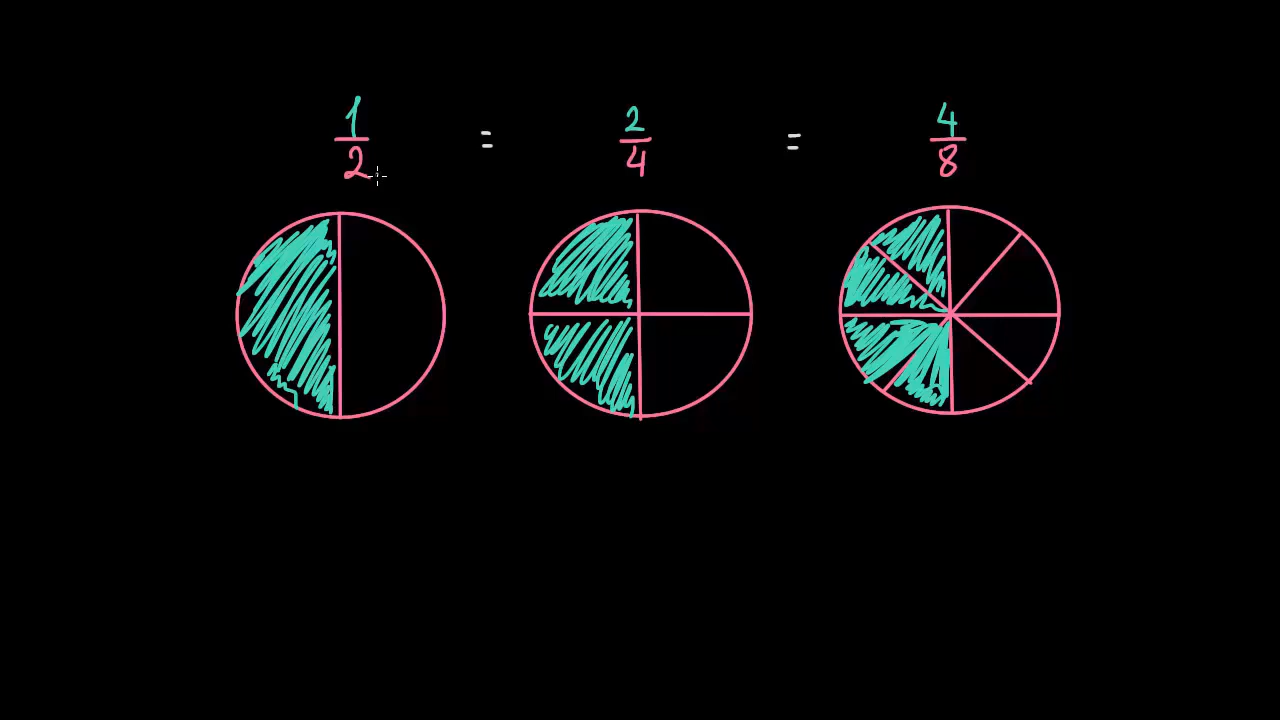 1/2 = 2/4 = 4/8